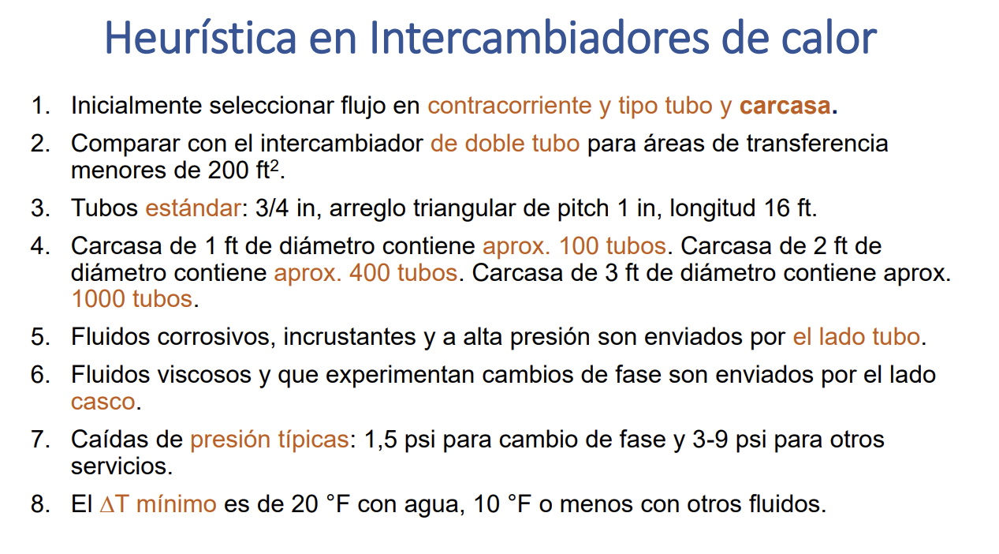 Heurística en Intercambiadores de calor
1. Inicialmente seleccionar flujo en contracorriente y tipo tubo y carcasa.
2. Comparar con el intercambiador de doble tubo para áreas de transferencia
menores de 200 ft².
3. Tubos estándar: 3/4 in, arreglo triangular de pitch 1 in, longitud 16 ft.
4. Carcasa de 1 ft de diámetro contiene aprox. 100 tubos. Carcasa de 2 ft de
diámetro contiene aprox. 400 tubos. Carcasa de 3 ft de diámetro contiene aprox.
1000 tubos.
5. Fluidos corrosivos, incrustantes y a alta presión son enviados por el lado tubo.
6. Fluidos viscosos y que experimentan cambios de fase son enviados por el lado
casco.
7. Caídas de presión típicas: 1,5 psi para cambio de fase y 3-9 psi para otros
servicios.
8. El ΔT mínimo es de 20 °F con agua, 10 °F o menos con otros fluidos.